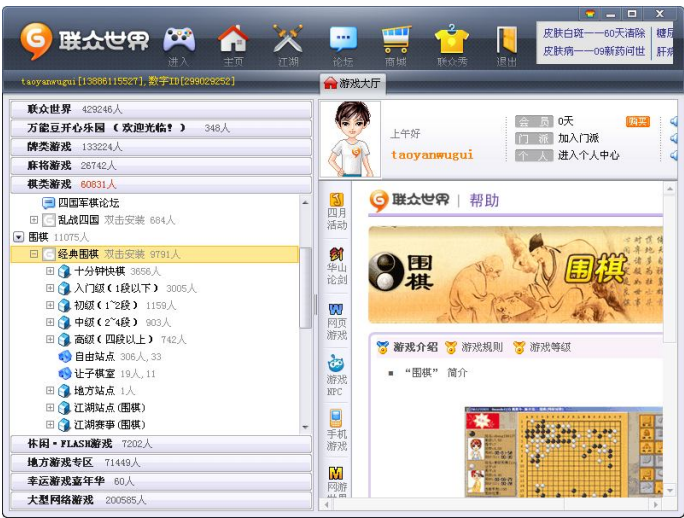 联众世界
进入
主页
江湖
论坛
商城
联众秀
退出
皮肤白斑——60天清除
皮肤病——09新药问世
taoyanwugui[13886115527],数字ID[299029252]
游戏大厅
联众世界 429246人
万能豆开心乐园 (欢迎光临!) 348人
牌类游戏 133224人
麻将游戏 26742人
棋类游戏 60831人
四国军棋论坛
乱战四国 双击安装 684人
围棋 11075人
经典围棋 双击安装 9791人
十分钟快棋 3656人
入门级(1段以下) 3005人
初级(1~2段) 1159人
中级(2~4段) 903人
高级(四段以上) 742人
自由站点 306人,33
让子棋室 19人,11
地方站点 1人
江湖站点(围棋)
江湖赛事(围棋)
休闲·FLASH游戏 7202人
地方游戏专区 71449人
幸运游戏嘉年华 60人
大型网络游戏 200585人
上午好
taoyanwugui
会 员 0天 购买
门 派 加入门派
个 人 进入个人中心
四月
活动
华山
论剑
网页
游戏
游戏
NPC
手机
游戏
网游
联众世界 | 帮助
围棋
围棋
游戏介绍 游戏规则 游戏等级
“围棋” 简介